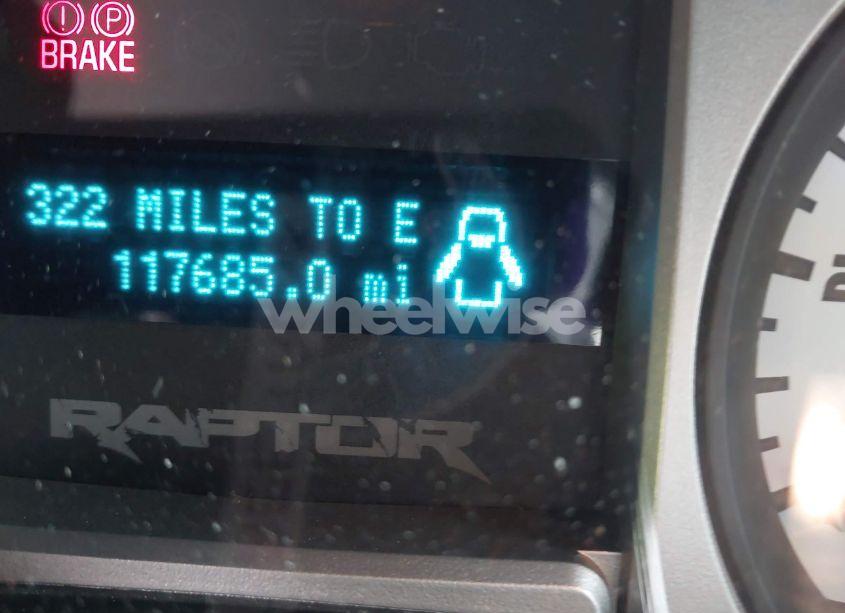 BRAKE
322 MILES TO E
117685.0 mi
wheelwise
RAPTOR